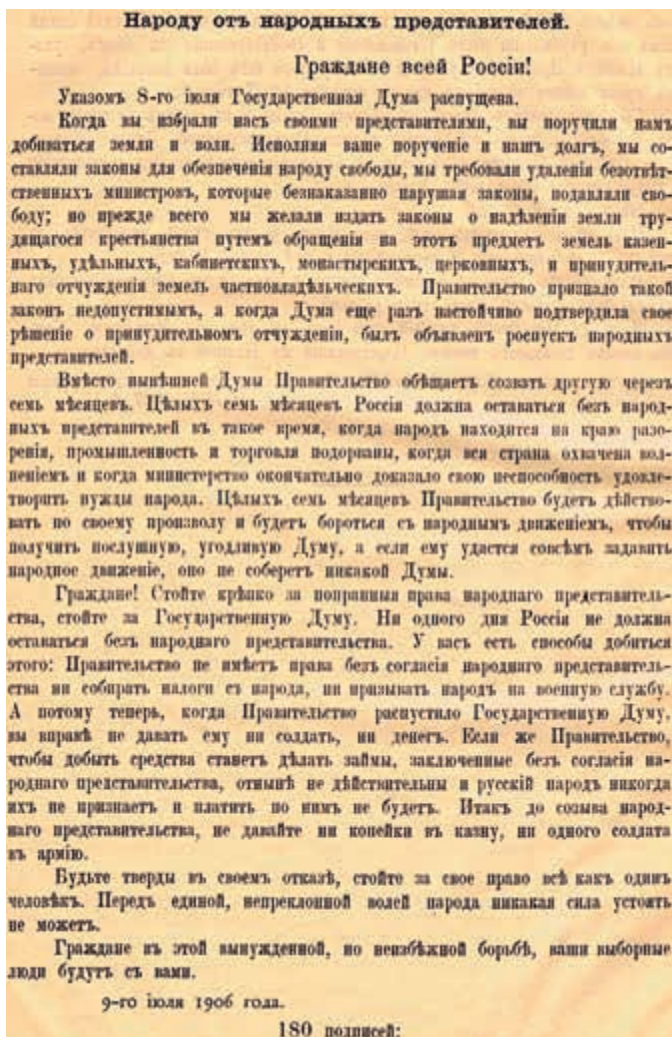 Народу отъ народныхъ представителей.
Граждане всей Россіи!
Указомъ 8-го іюля Государственная Дума распущена.
Когда вы избрали насъ своими представителями, вы поручили намъ
добиваться земли и воли. Исполняя ваше порученіе и нашъ долгъ, мы со-
ставляли законы для обезпеченія народу свободы, мы требовали удаленія безотвѣт-
ственныхъ министровъ, которые безнаказанно нарушая законы, подавляли сво-
боду; но прежде всего мы желали издать законы о надѣленіи земли тру-
дящагося крестьянства путемъ обращенія на этотъ предметъ земель казен-
ныхъ, удѣльныхъ, кабинетскихъ, монастырскихъ, церковныхъ, и принудитель-
наго отчужденія земель частновладѣльческихъ. Правительство признало такой
законъ недопустимымъ, а когда Дума еще разъ настойчиво подтвердила свое
рѣшеніе о принудительномъ отчужденіи, былъ объявленъ роспускъ народныхъ
представителей.
Вмѣсто нынѣшней Думы Правительство обѣщаетъ созвать другую через
семь мѣсяцевъ. Цѣлыхъ семь мѣсяцевъ Россія должна оставаться безъ народ-
ныхъ представителей въ такое время, когда народъ находится на краю разо-
ренія, промышленность и торговля подорваны, когда вся страна охвачена вол-
неніемъ и когда министерство окончательно доказало свою неспособность удовле-
творить нужды народа. Цѣлыхъ семь мѣсяцевъ Правительство будетъ дѣйство-
вать по своему произволу и будетъ бороться съ народнымъ движеніемъ, чтобы
получить послушную, угодливую Думу, а если ему удастся совсѣмъ задавить
народное движеніе, оно не соберетъ никакой Думы.
Граждане! Стойте крѣпко за попранныя права народнаго представитель-
ства, стойте за Государственную Думу. Ни одного дня Россія не должна
оставаться безъ народнаго представительства. У васъ есть способы добиться
этого: Правительство не имѣетъ права безъ согласія народнаго представитель-
ства ни собирать налоги съ народа, ни призывать народъ на военную службу.
А потому теперь, когда Правительство распустило Государственную Думу,
вы вправѣ не давать ему ни солдатъ, ни денегъ. Если же Правительство,
чтобы добыть средства станетъ дѣлать займы, заключенные безъ согласія на-
роднаго представительства, отнынѣ не дѣйствительны и русскій народъ никогда
ихъ не признаетъ и платить по нимъ не будетъ. Итакъ до созыва народ-
наго представительства, не давайте ни копейки въ казну, ни одного солдата
въ армію.
Будьте тверды въ своемъ отказѣ, стойте за свое право всѣ какъ одинъ
человѣкъ. Передъ единой, непреклонной волей народа никакая сила устоять
не можетъ.
Граждане въ этой вынужденной, но неизбѣжной борьбѣ, ваши выборные
люди будутъ съ вами.
9-го іюля 1906 года.
180 подписей: